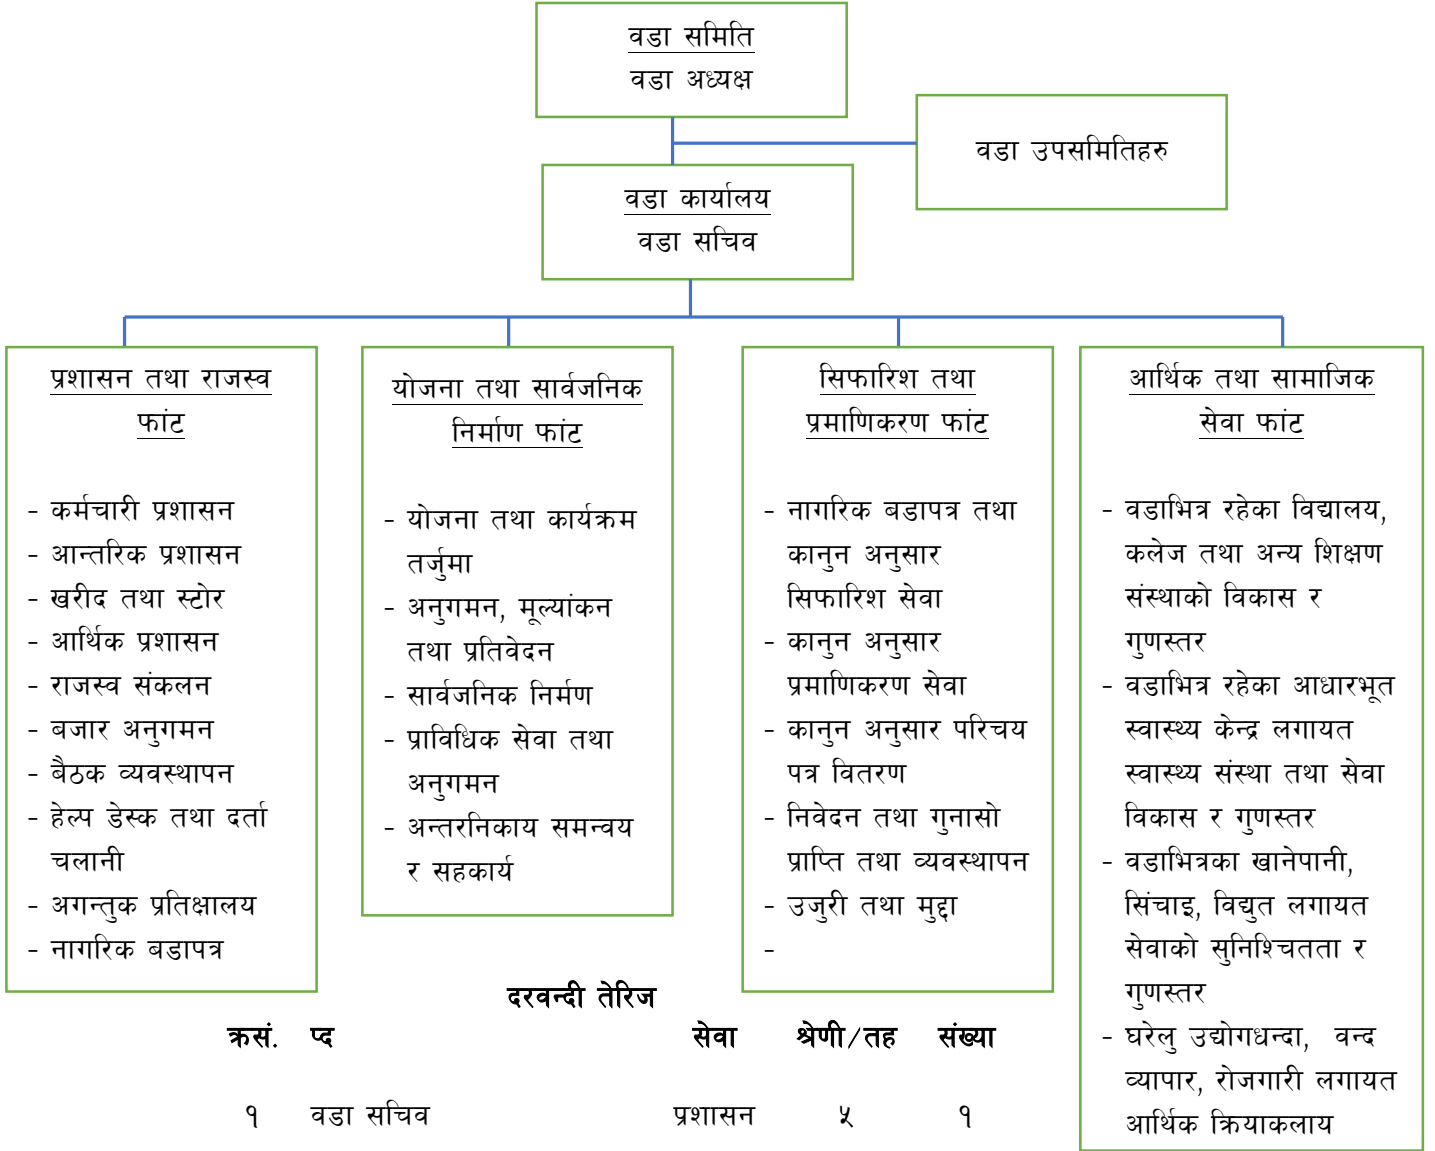 वडा समिति
वडा अध्यक्ष
वडा उपसमितिहरु
वडा कार्यालय
वडा सचिव
प्रशासन तथा राजस्व
फांट
- कर्मचारी प्रशासन
- आन्तरिक प्रशासन
- खरीद तथा स्टोर
- आर्थिक प्रशासन
- राजस्व संकलन
- बजार अनुगमन
- बैठक व्यवस्थापन
- हेल्प डेस्क तथा दर्ता
चलानी
- अगन्तुक प्रतिक्षालय
- नागरिक बडापत्र
योजना तथा सार्वजनिक
निर्माण फांट
- योजना तथा कार्यक्रम
तर्जुमा
- अनुगमन, मूल्यांकन
तथा प्रतिवेदन
- सार्वजनिक निर्मण
- प्राविधिक सेवा तथा
अनुगमन
- अन्तरनिकाय समन्वय
र सहकार्य
सिफारिश तथा
प्रमाणिकरण फांट
- नागरिक बडापत्र तथा
कानुन अनुसार
सिफारिश सेवा
- कानुन अनुसार
प्रमाणिकरण सेवा
- कानुन अनुसार परिचय
पत्र वितरण
- निवेदन तथा गुनासो
प्राप्ति तथा व्यवस्थापन
- उजुरी तथा मुद्दा
-
आर्थिक तथा सामाजिक
सेवा फांट
- वडाभित्र रहेका विद्यालय,
कलेज तथा अन्य शिक्षण
संस्थाको विकास र
गुणस्तर
- वडाभित्र रहेका आधारभूत
स्वास्थ्य केन्द्र लगायत
स्वास्थ्य संस्था तथा सेवा
विकास र गुणस्तर
- वडाभित्रका खानेपानी,
सिंचाइ, विद्युत लगायत
सेवाको सुनिश्चितता र
गुणस्तर
- घरेलु उद्योगधन्दा, वन्द
व्यापार, रोजगारी लगायत
आर्थिक क्रियाकलाय
दरवन्दी तेरिज
क्रसं. प्द सेवा श्रेणी/तह संख्या
१ वडा सचिव प्रशासन ५ १